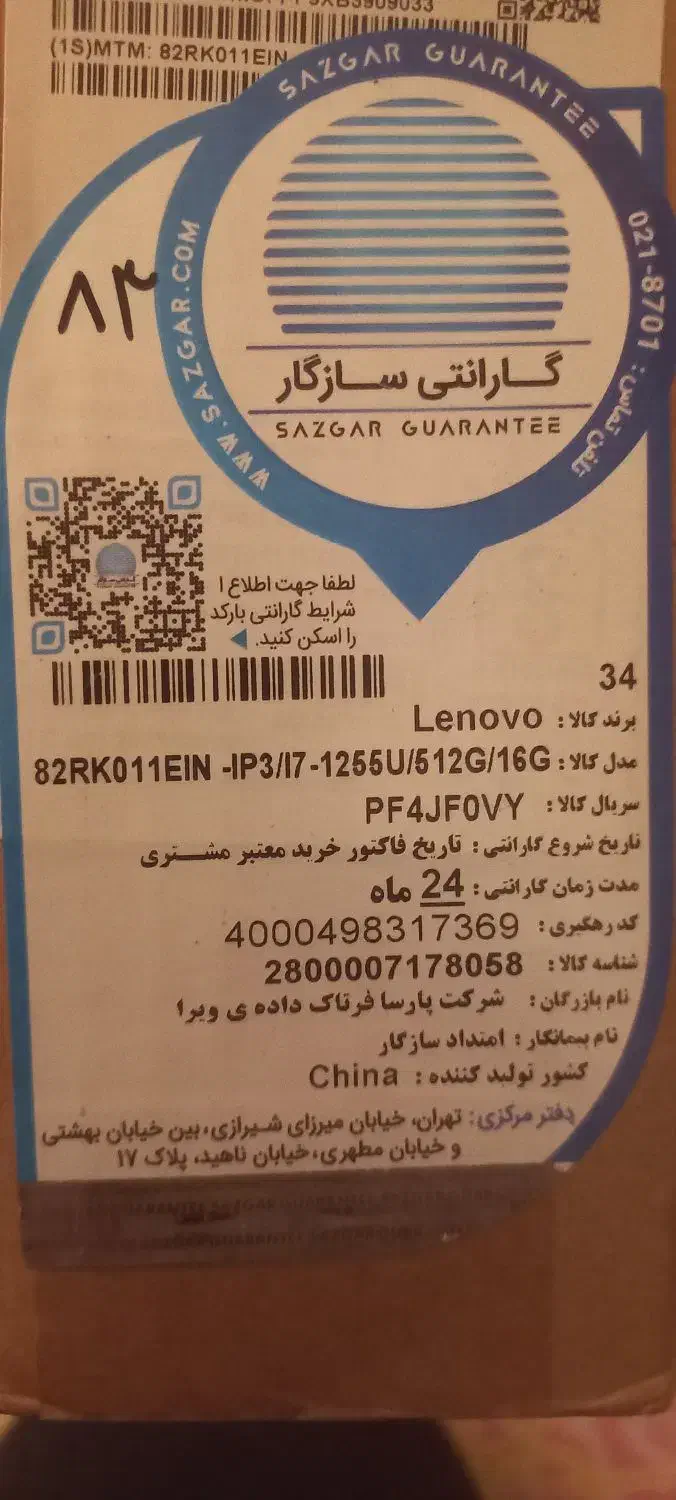 (1S)MTM: 82RK011EIN
SAZGAR GUARANTEE
WWW.SAZGAR.COM
تلفن تماس: 021-8701
۸۳
گارانتی سازگار
SAZGAR GUARANTEE
لطفا جهت اطلاع ا
شرایط گارانتی بارکد
را اسکن کنید.
34
برند کالا: Lenovo
مدل کالا: 82RK011EIN -IP3/I7-1255U/512G/16G
سریال کالا: PF4JF0VY
تاریخ شروع گارانتی: تاریخ فاکتور خرید معتبر مشتری
مدت زمان گارانتی: 24 ماه
کد رهگیری: 4000498317369
شناسه کالا: 2800007178058
نام بازرگان: شرکت پارسا فرتاک داده ی ویرا
نام پیمانکار: امتداد سازگار
کشور تولید کننده: China
دفتر مرکزی: تهران، خیابان میرزای شیرازی، بین خیابان بهشتی
و خیابان مطهری، خیابان ناهید، پلاک ۱۷